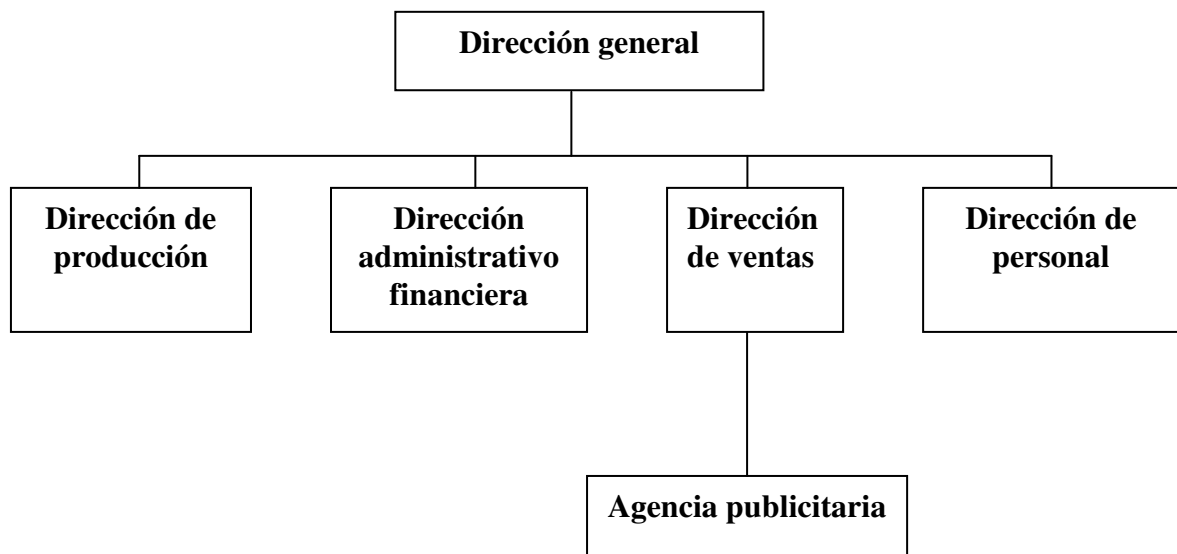 Dirección general
Dirección de
producción
Dirección
administrativo
financiera
Dirección
de ventas
Dirección de
personal
Agencia publicitaria